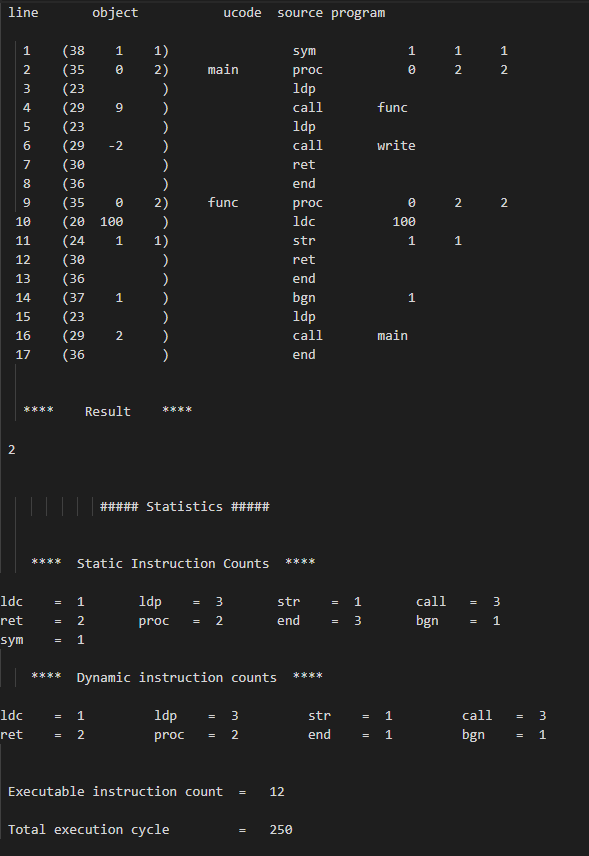 line       object           ucode  source program
1    (38    1    1)                sym            1     1     1
2    (35    0    2)     main       proc           0     2     2
3    (23          )                ldp
4    (29    9     )                call       func
5    (23          )                ldp
6    (29   -2     )                call       write
7    (30          )                ret
8    (36          )                end
9    (35    0    2)     func       proc           0     2     2
10    (20  100     )                ldc         100
11    (24    1    1)                str            1     1
12    (30          )                ret
13    (36          )                end
14    (37    1     )                bgn            1
15    (23          )                ldp
16    (29    2     )                call       main
17    (36          )                end
****    Result    ****
2
##### Statistics #####
****  Static Instruction Counts  ****
ldc    =  1       ldp    =  3       str    =  1       call   =  3
ret    =  2       proc   =  2       end    =  3       bgn    =  1
sym    =  1
****  Dynamic instruction counts  ****
ldc    =  1         ldp    =  3         str    =  1         call   =  3
ret    =  2         proc   =  2         end    =  1         bgn    =  1
Executable instruction count  =   12
Total execution cycle         =   250